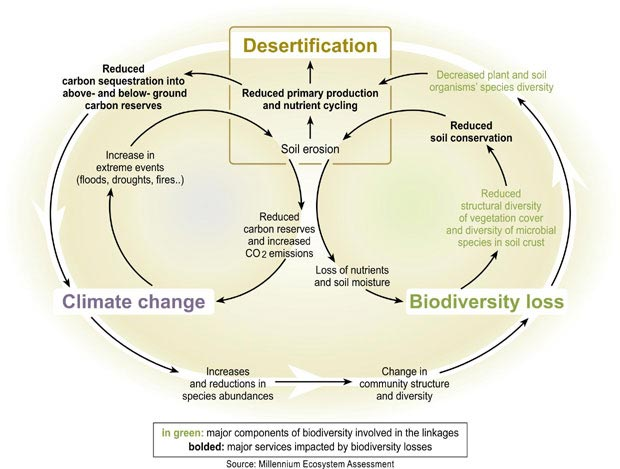 Desertification
Reduced
carbon sequestration into
above- and below- ground
carbon reserves
Reduced primary production
and nutrient cycling
Decreased plant and soil
organisms' species diversity
Soil erosion
Reduced
soil conservation
Increase in
extreme events
(floods, droughts, fires..)
Reduced
structural diversity
of vegetation cover
and diversity of microbial
species in soil crust
Reduced
carbon reserves
and increased
CO2 emissions
Loss of nutrients
and soil moisture
Climate change
Biodiversity loss
Increases
and reductions in
species abundances
Change in
community structure
and diversity
in green: major components of biodiversity involved in the linkages
bolded: major services impacted by biodiversity losses
Source: Millennium Ecosystem Assessment